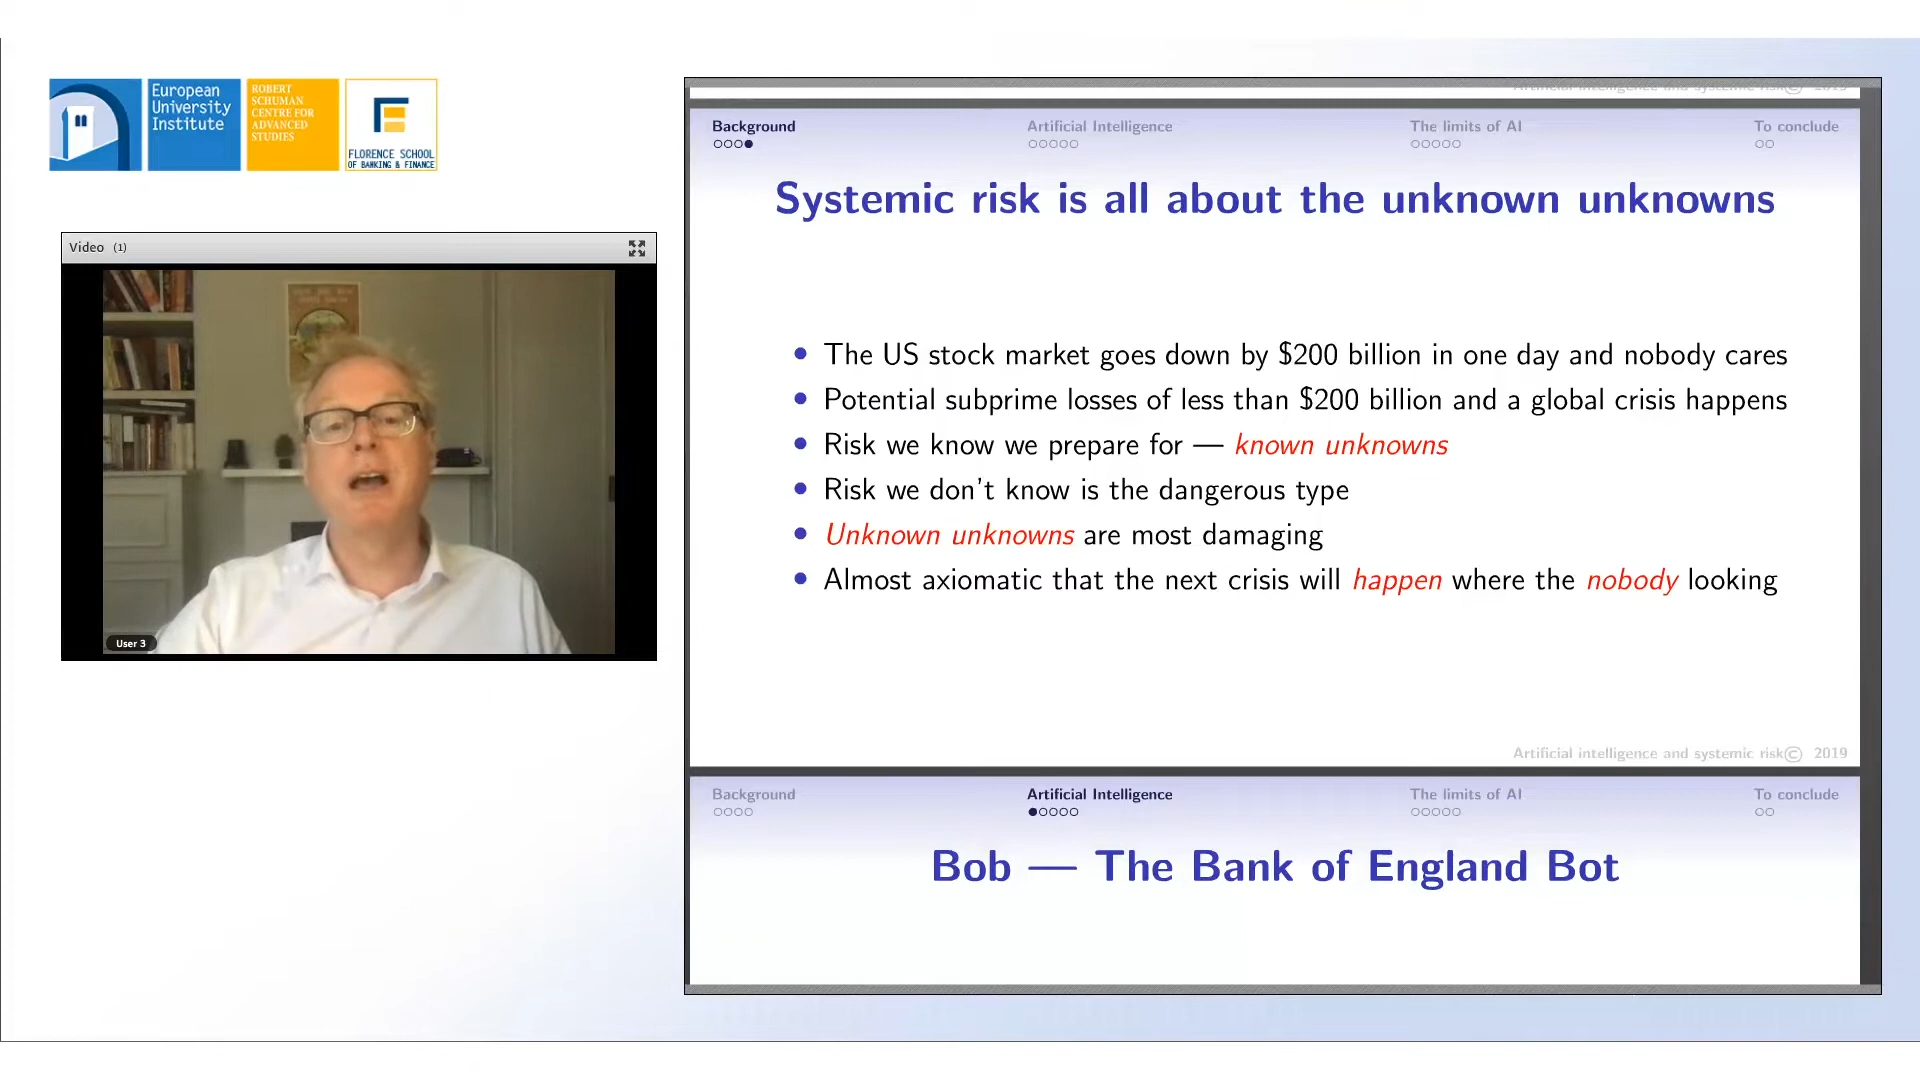 European
University
Institute
ROBERT
SCHUMAN
CENTRE FOR
ADVANCED
STUDIES
FLORENCE SCHOOL
OF BANKING & FINANCE
Video (1)
User 3
Artificial intelligence and systemic risk© 2019
Background
Artificial Intelligence
The limits of AI
To conclude
Systemic risk is all about the unknown unknowns
• The US stock market goes down by $200 billion in one day and nobody cares
• Potential subprime losses of less than $200 billion and a global crisis happens
• Risk we know we prepare for — known unknowns
• Risk we don't know is the dangerous type
• Unknown unknowns are most damaging
• Almost axiomatic that the next crisis will happen where the nobody looking
Artificial intelligence and systemic risk© 2019
Background
Artificial Intelligence
The limits of AI
To conclude
Bob — The Bank of England Bot